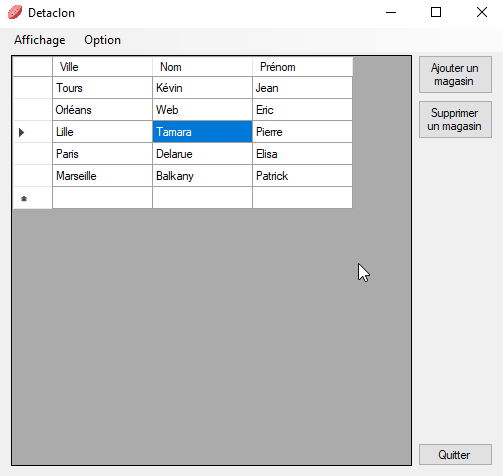 Detaclon
Affichage Option
Ville Nom Prénom
Tours Kévin Jean
Orléans Web Eric
Lille Tamara Pierre
Paris Delarue Elisa
Marseille Balkany Patrick
Ajouter un
magasin
Supprimer
un magasin
Quitter